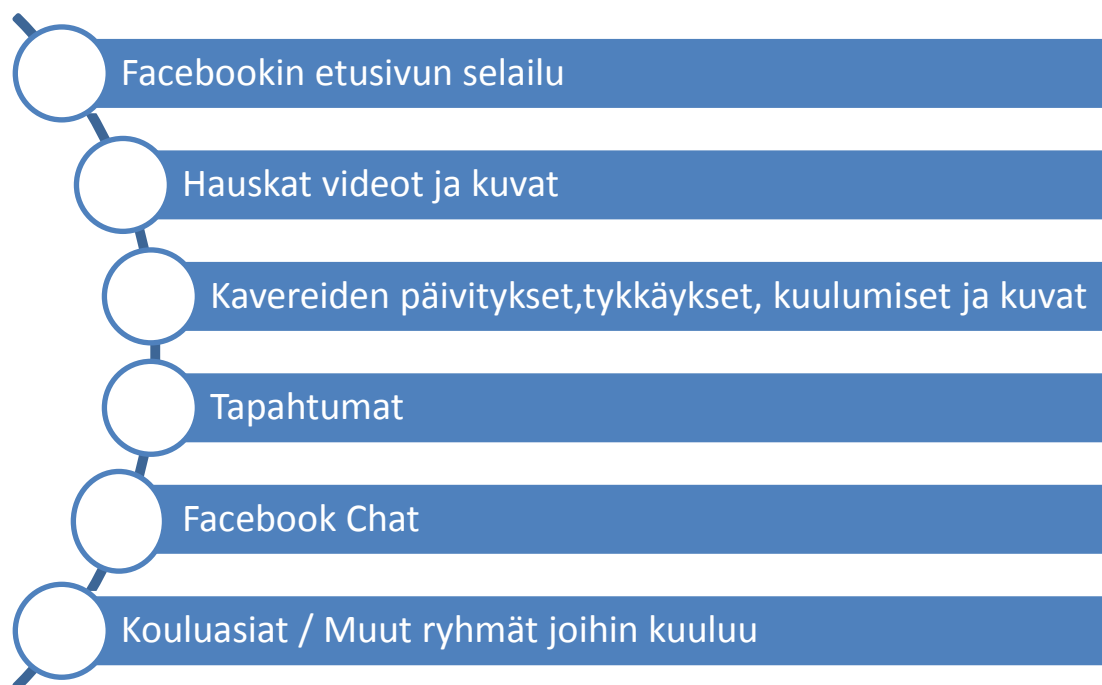 Facebookin etusivun selailu
Hauskat videot ja kuvat
Kavereiden päivitykset,tykkäykset, kuulumiset ja kuvat
Tapahtumat
Facebook Chat
Kouluasiat / Muut ryhmät joihin kuuluu